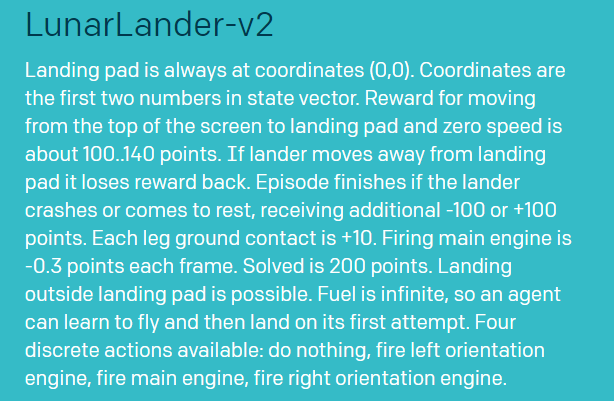 LunarLander-v2
Landing pad is always at coordinates (0,0). Coordinates are
the first two numbers in state vector. Reward for moving
from the top of the screen to landing pad and zero speed is
about 100..140 points. If lander moves away from landing
pad it loses reward back. Episode finishes if the lander
crashes or comes to rest, receiving additional -100 or +100
points. Each leg ground contact is +10. Firing main engine is
-0.3 points each frame. Solved is 200 points. Landing
outside landing pad is possible. Fuel is infinite, so an agent
can learn to fly and then land on its first attempt. Four
discrete actions available: do nothing, fire left orientation
engine, fire main engine, fire right orientation engine.